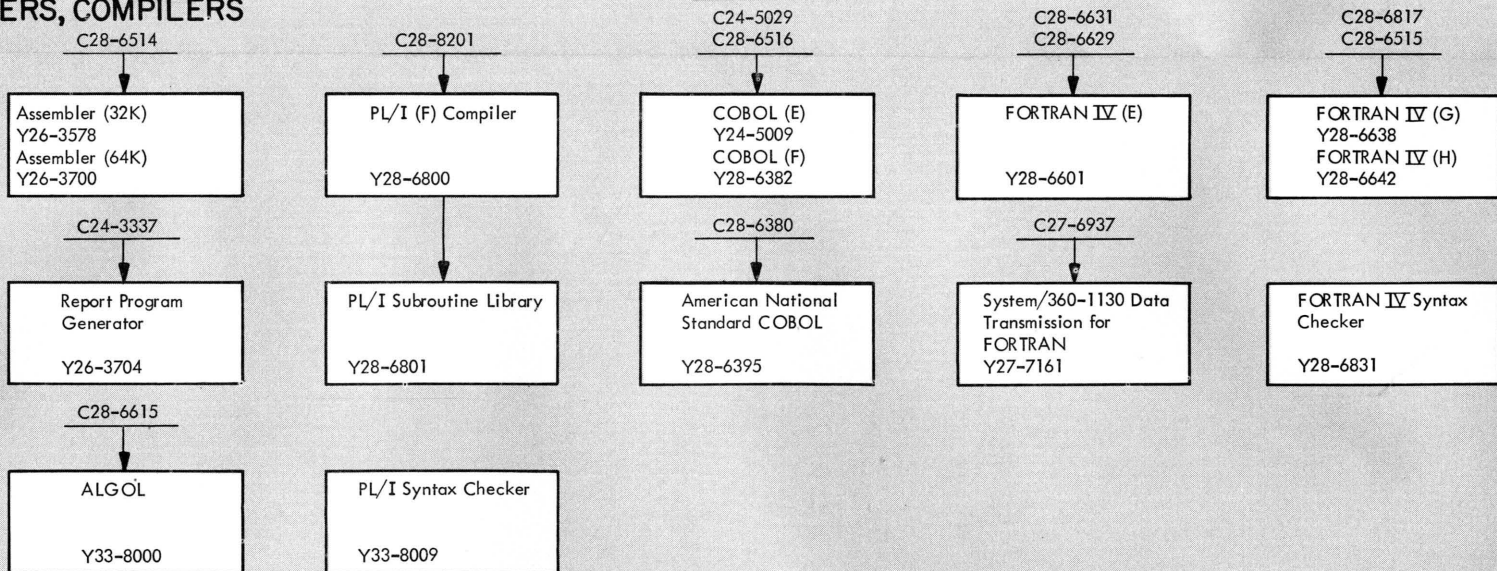 ERS, COMPILERS
C28-6514
Assembler (32K)
Y26-3578
Assembler (64K)
Y26-3700
C28-8201
PL/I (F) Compiler
Y28-6800
C24-5029
C28-6516
COBOL (E)
Y24-5009
COBOL (F)
Y28-6382
C28-6631
C28-6629
FORTRAN IV (E)
Y28-6601
C28-6817
C28-6515
FORTRAN IV (G)
Y28-6638
FORTRAN IV (H)
Y28-6642
C24-3337
Report Program
Generator
Y26-3704
PL/I Subroutine Library
Y28-6801
C28-6380
American National
Standard COBOL
Y28-6395
C27-6937
System/360-1130 Data
Transmission for
FORTRAN
Y27-7161
FORTRAN IV Syntax
Checker
Y28-6831
C28-6615
ALGOL
Y33-8000
PL/I Syntax Checker
Y33-8009